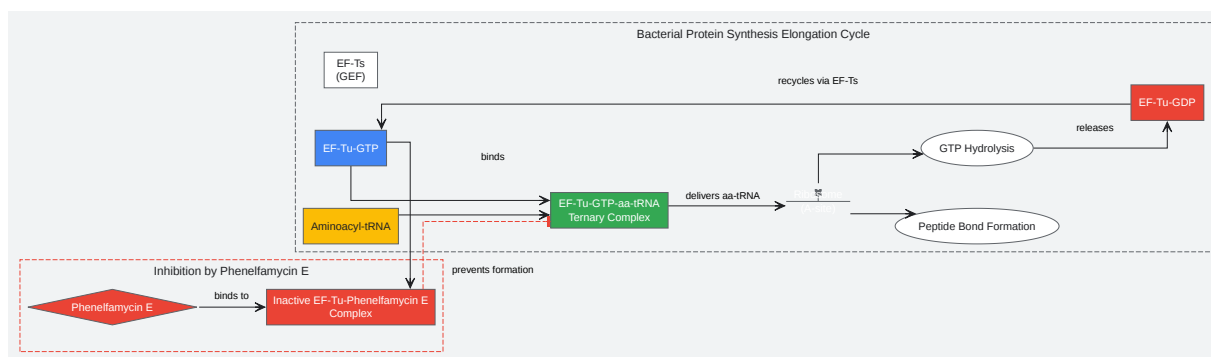 Bacterial Protein Synthesis Elongation Cycle
EF-Ts
(GEF)
recycles via EF-Ts
EF-Tu-GDP
releases
EF-Tu-GTP
binds
GTP Hydrolysis
EF-Tu-GTP-aa-tRNA
Ternary Complex
delivers aa-tRNA
Aminoacyl-tRNA
Peptide Bond Formation
Inhibition by Phenelfamycin E
prevents formation
Phenelfamycin E
binds to
Inactive EF-Tu-Phenelfamycin E
Complex